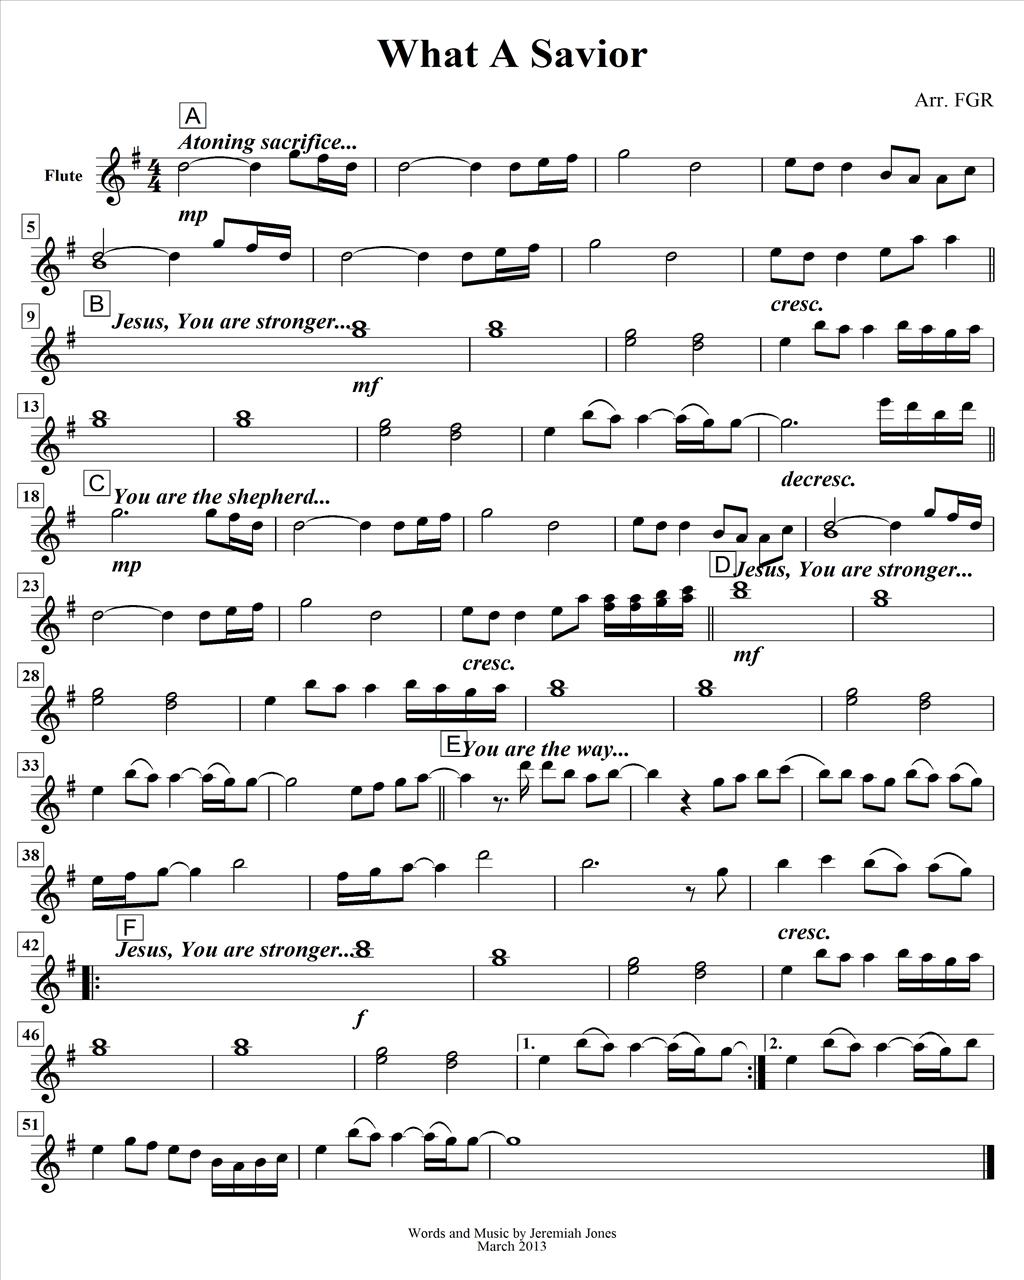 What A Savior
Arr. FGR
A
Atoning sacrifice...
Flute
4
4
mp
5
cresc.
B
9
Jesus, You are stronger...
mf
13
decresc.
C
18
You are the shepherd...
mp
D
Jesus, You are stronger...
23
cresc.
mf
28
E
You are the way...
33
38
cresc.
F
42
Jesus, You are stronger...
f
46
1.
2.
51
Words and Music by Jeremiah Jones
March 2013